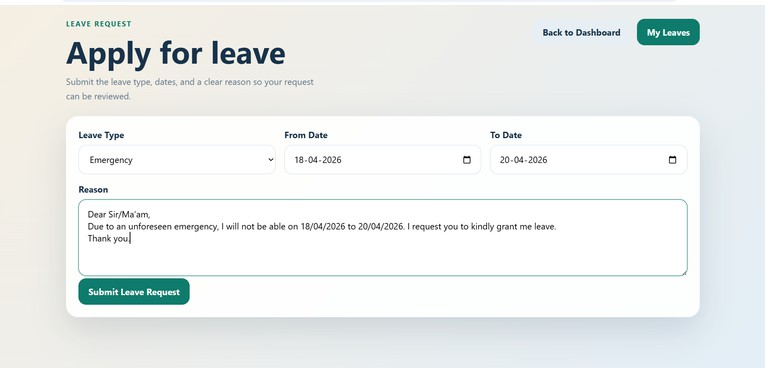 LEAVE REQUEST
Apply for leave
Submit the leave type, dates, and a clear reason so your request
can be reviewed.
Back to Dashboard
My Leaves
Leave Type
From Date
To Date
Emergency
18-04-2026
20-04-2026
Reason
Dear Sir/Ma'am,
Due to an unforeseen emergency, I will not be able on 18/04/2026 to 20/04/2026. I request you to kindly grant me leave.
Thank you.
Submit Leave Request